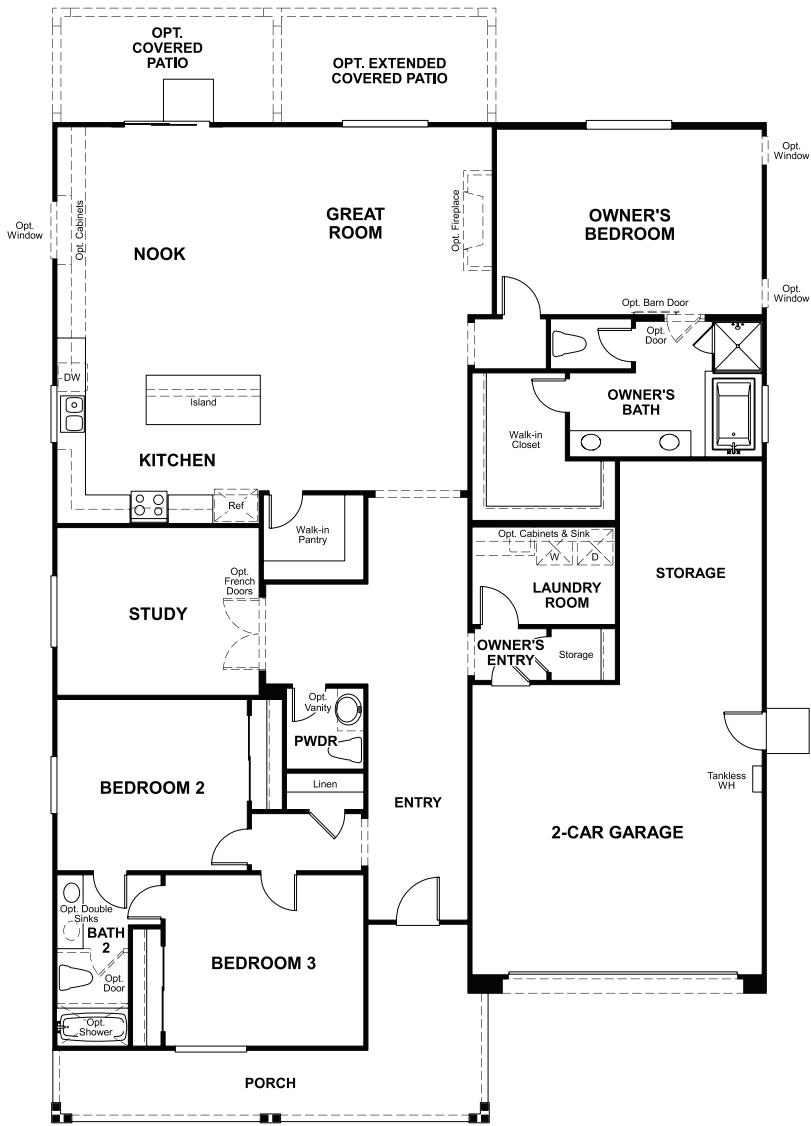 OPT.
COVERED
PATIO
OPT. EXTENDED
COVERED PATIO
Opt.
Window
GREAT
ROOM
OWNER'S
BEDROOM
Opt. Cabinets
Opt. Fireplace
Opt.
Window
NOOK
Opt.
Window
Opt. Barn Door
Opt.
Door
DW
Island
OWNER'S
BATH
Walk-in
Closet
KITCHEN
Ref
Walk-in
Pantry
Opt. Cabinets & Sink
W
D
LAUNDRY
ROOM
STORAGE
Opt.
French
Doors
STUDY
OWNER'S
ENTRY
Storage
Opt.
Vanity
PWDR
Linen
BEDROOM 2
ENTRY
Tankless
WH
2-CAR GARAGE
Opt. Double
Sinks
BATH
2
Opt.
Door
BEDROOM 3
Opt.
Shower
PORCH